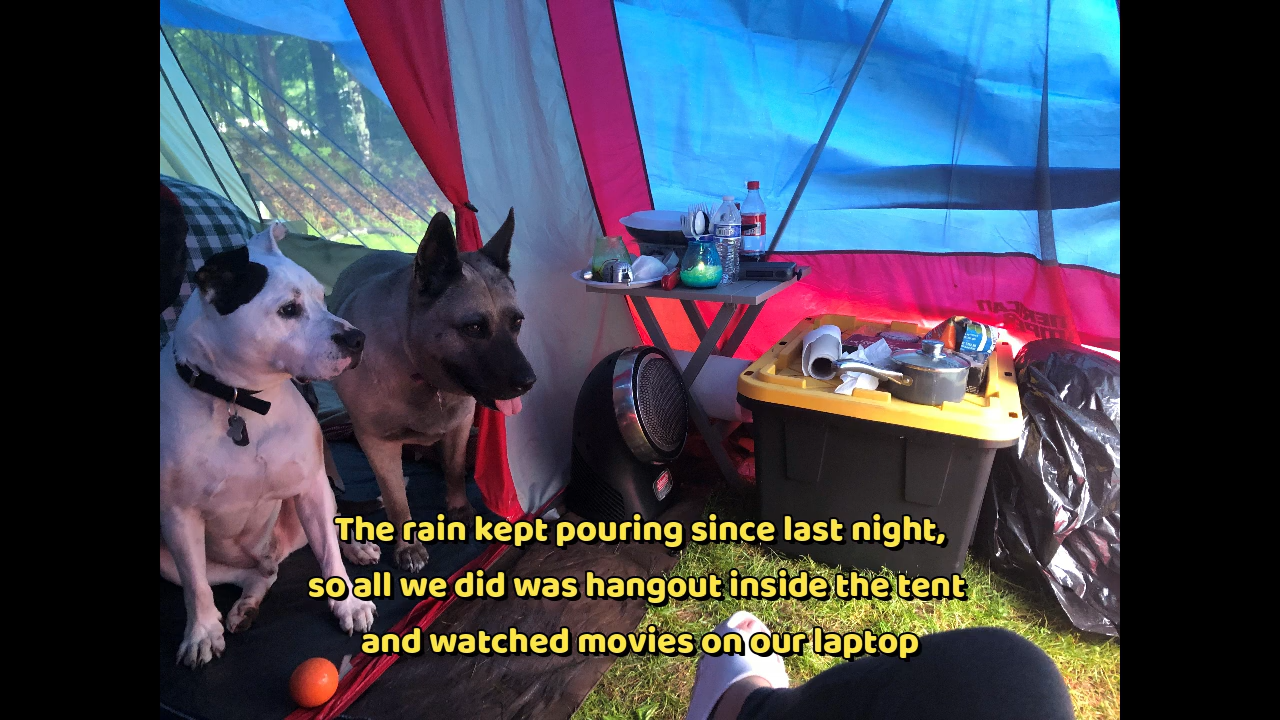 The rain kept pouring since last night,
so all we did was hangout inside the tent
and watched movies on our laptop